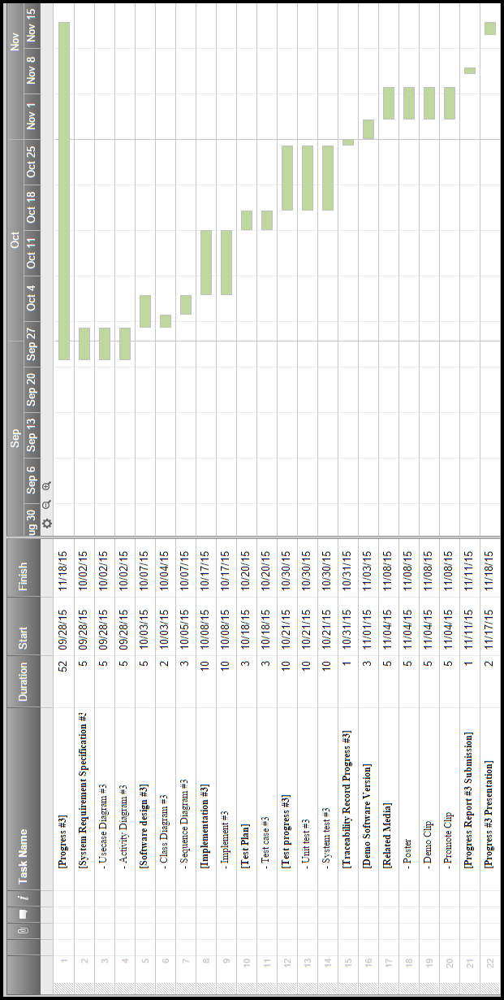 Task Name Duration Start Finish
Sep Oct Nov
ug 30 Sep 6 Sep 13 Sep 20 Sep 27 Oct 4 Oct 11 Oct 18 Oct 25 Nov 1 Nov 8 Nov 15
1 [Progress #3] 52 09/28/15 11/18/15
2 [System Requirement Specification #3 5 09/28/15 10/02/15
3 - Usecase Diagram #3 5 09/28/15 10/02/15
4 - Activity Diagram #3 5 09/28/15 10/02/15
5 [Software design #3] 5 10/03/15 10/07/15
6 - Class Diagram #3 2 10/03/15 10/04/15
7 - Sequence Diagram #3 3 10/05/15 10/07/15
8 [Implementation #3] 10 10/08/15 10/17/15
9 - Implement #3 10 10/08/15 10/17/15
10 [Test Plan] 3 10/18/15 10/20/15
11 - Test case #3 3 10/18/15 10/20/15
12 [Test progress #3] 10 10/21/15 10/30/15
13 - Unit test #3 10 10/21/15 10/30/15
14 - System test #3 10 10/21/15 10/30/15
15 [Traceability Record Progress #3] 1 10/31/15 10/31/15
16 [Demo Software Version] 3 11/01/15 11/03/15
17 [Related Media] 5 11/04/15 11/08/15
18 - Poster 5 11/04/15 11/08/15
19 - Demo Clip 5 11/04/15 11/08/15
20 - Promote Clip 5 11/04/15 11/08/15
21 [Progress Report #3 Submission] 1 11/11/15 11/11/15
22 [Progress #3 Presentation] 2 11/17/15 11/18/15